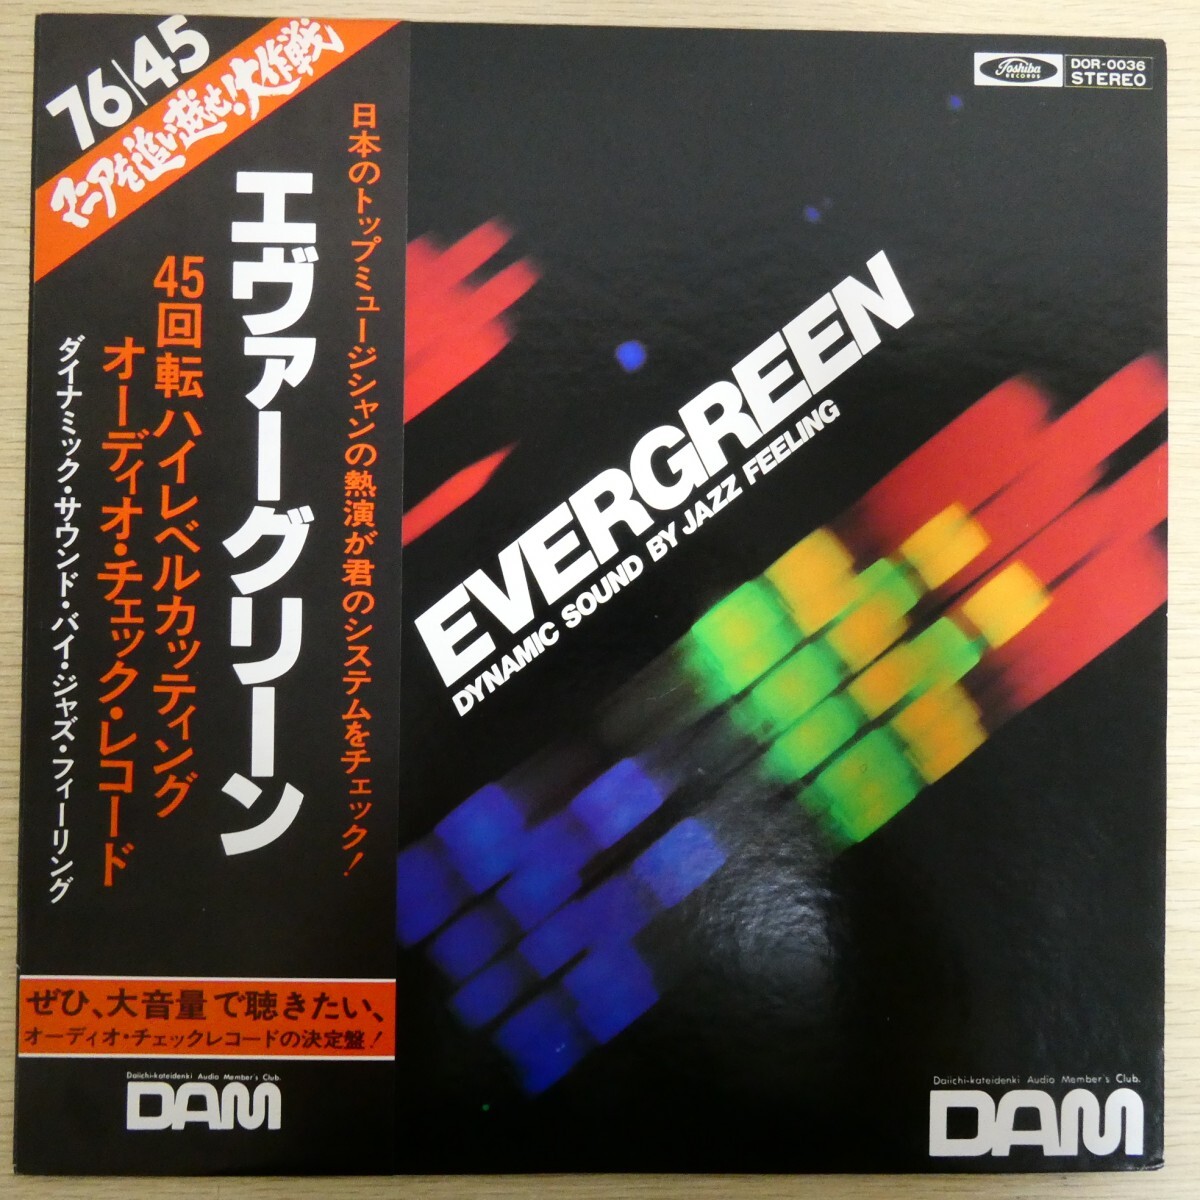 76/45
マニアを追い越せ!大作戦
日本のトップミュージシャンの熱演が君のシステムをチェック!
エヴァーグリーン
45回転ハイレベルカッティング
オーディオ・チェック・レコード
ダイナミック・サウンド・バイ・ジャズ・フィーリング
ぜひ、大音量で聴きたい、
オーディオ・チェックレコードの決定盤!
Daiichi-kateidenki Audio Member's Club.
DAM
Toshiba
RECORDS
DOR-0036
STEREO
EVERGREEN
DYNAMIC SOUND BY JAZZ FEELING
Daiichi-kateidenki Audio Member's Club.
DAM